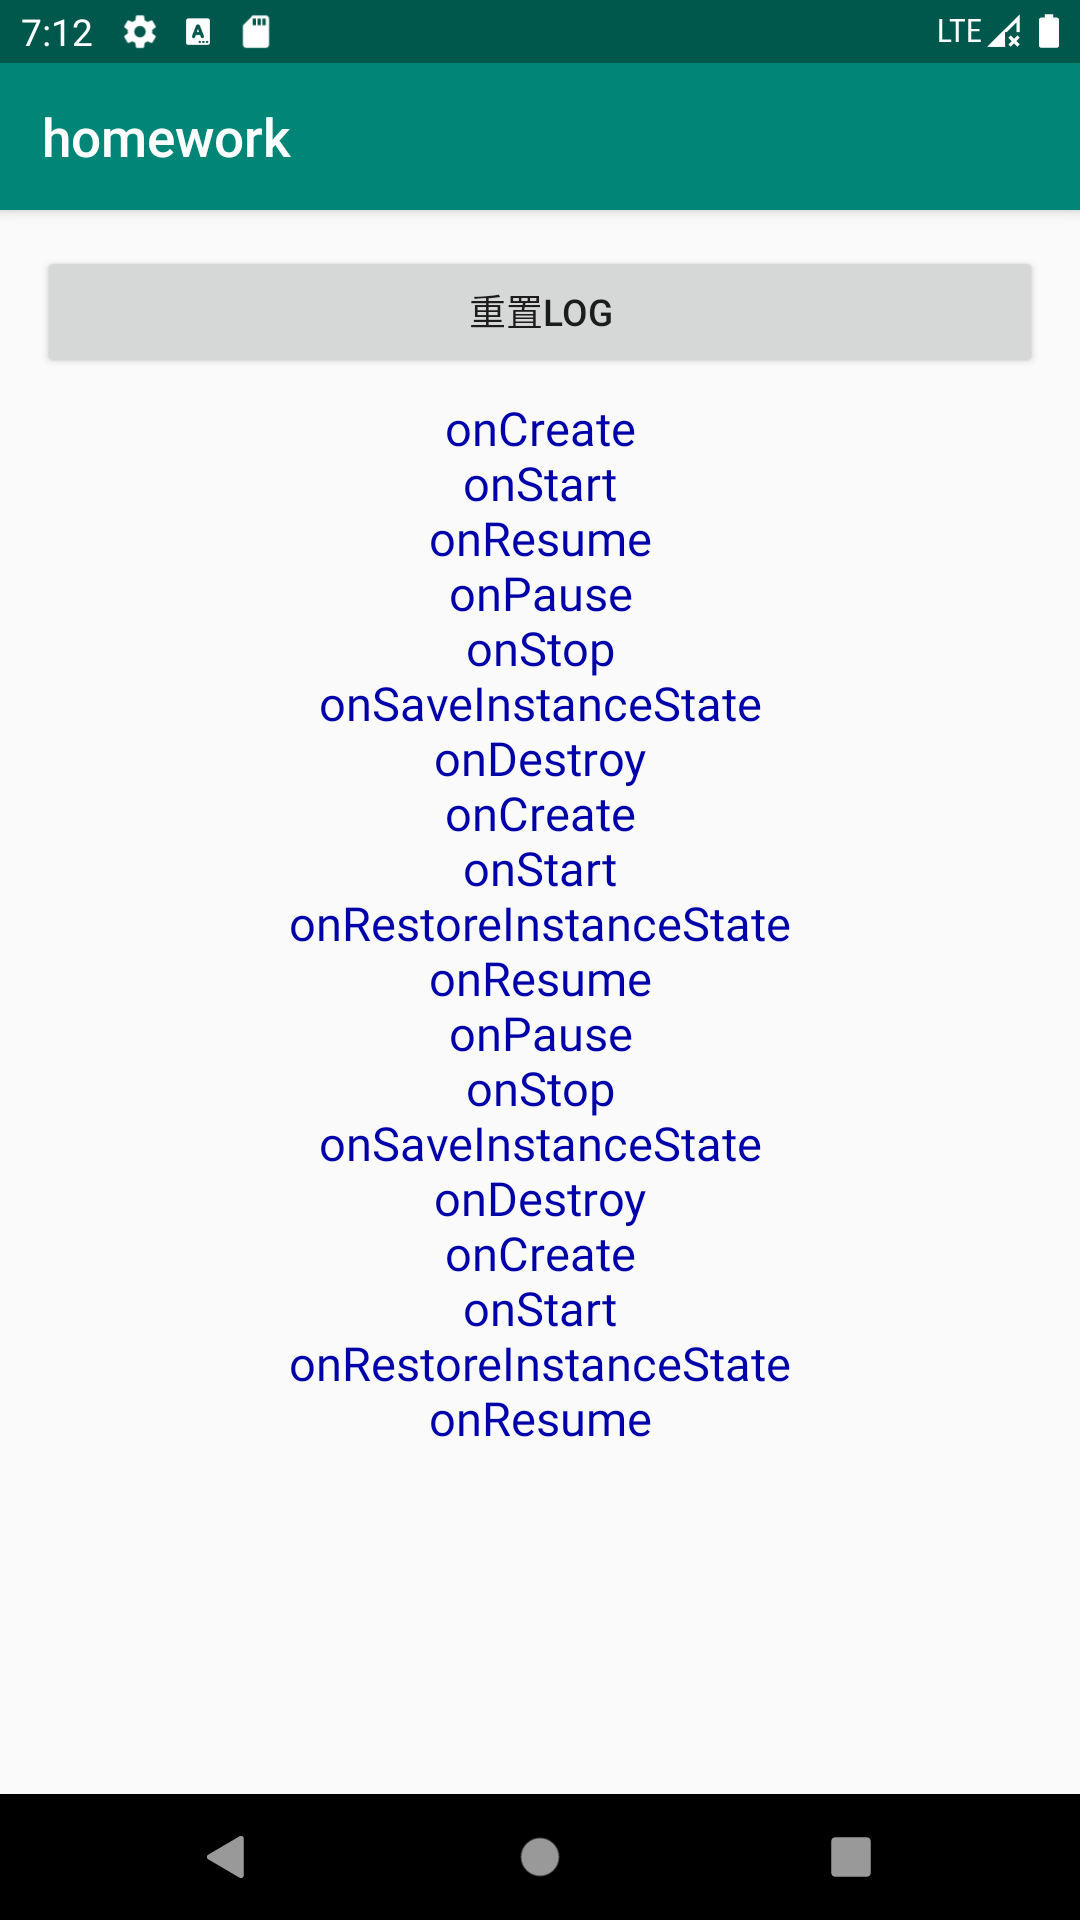 7:12 LTE
homework
重置LOG
onCreate
onStart
onResume
onPause
onStop
onSaveInstanceState
onDestroy
onCreate
onStart
onRestoreInstanceState
onResume
onPause
onStop
onSaveInstanceState
onDestroy
onCreate
onStart
onRestoreInstanceState
onResume